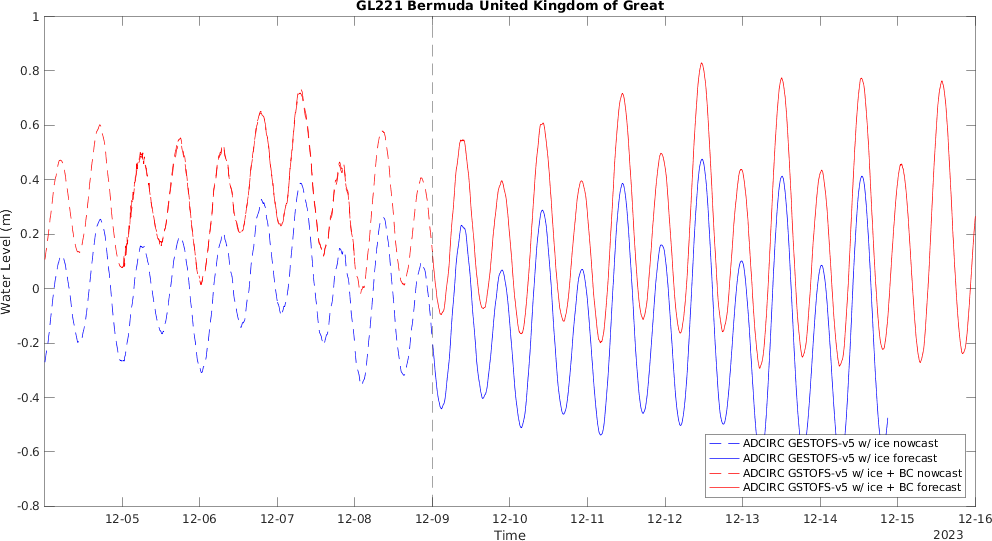 GL221 Bermuda United Kingdom of Great
1
0.8
0.6
0.4
0.2
0
-0.2
-0.4
-0.6
-0.8
Water Level (m)
ADCIRC GESTOFS-v5 w/ ice nowcast
ADCIRC GESTOFS-v5 w/ ice forecast
ADCIRC GSTOFS-v5 w/ ice + BC nowcast
ADCIRC GSTOFS-v5 w/ ice + BC forecast
12-05 12-06 12-07 12-08 12-09 12-10 12-11 12-12 12-13 12-14 12-15 12-16
Time
2023